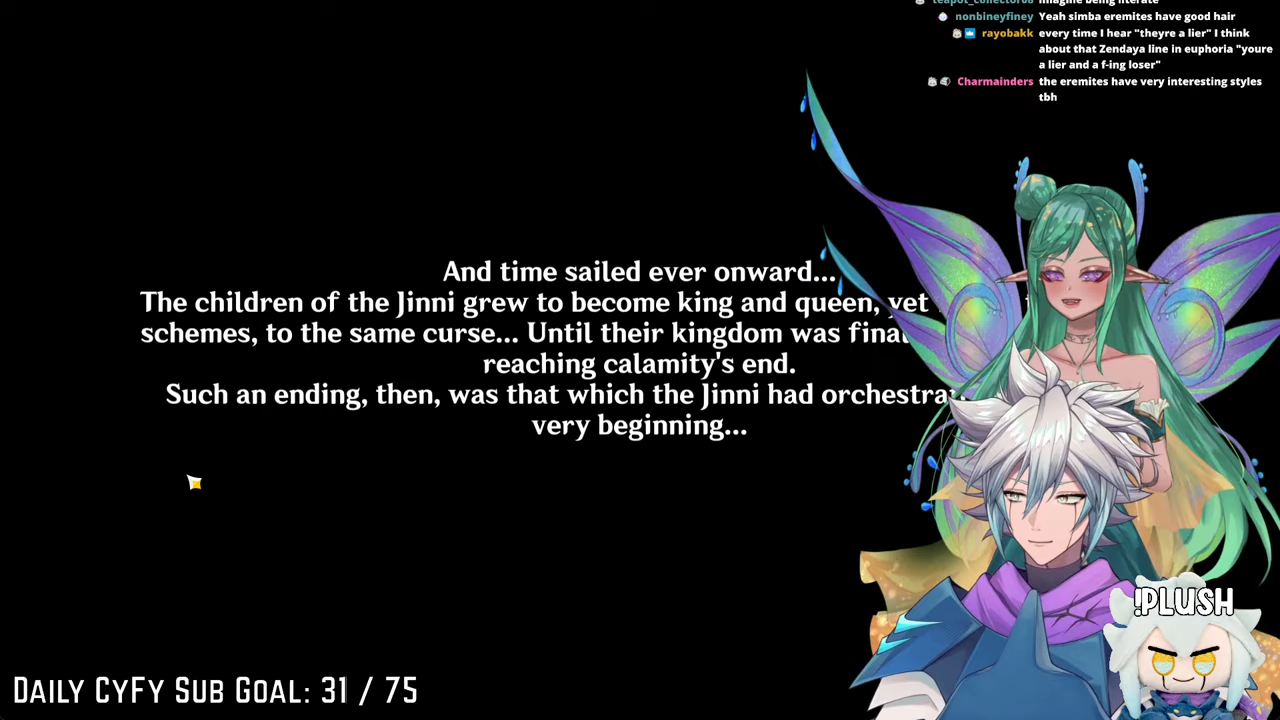 imagine being literate
nonbineyfiney Yeah simba eremites have good hair
rayobakk every time I hear "theyre a lier" I think
about that Zendaya line in euphoria "youre
a lier and a f-ing loser"
Charmainders the eremites have very interesting styles
tbh
And time sailed ever onward...
The children of the Jinni grew to become king and queen, yet
schemes, to the same curse... Until their kingdom was
reaching calamity's end.
Such an ending, then, was that which the Jinni had
very beginning...
!PLUSH
DAILY CYFY SUB GOAL: 31 / 75